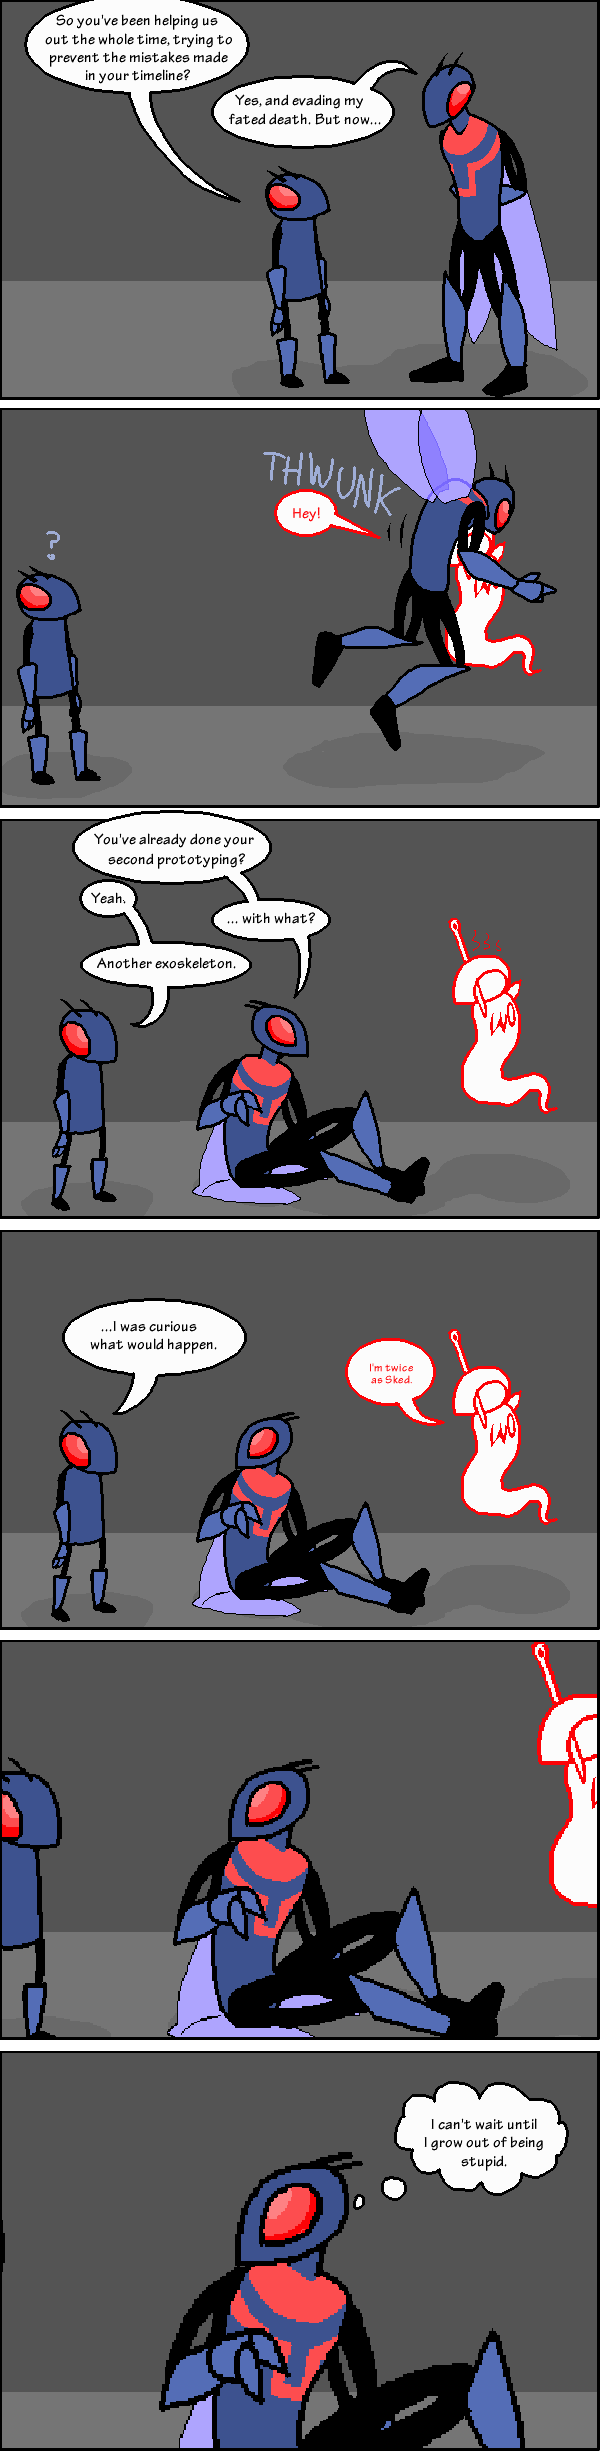 So you've been helping us
out the whole time, trying to
prevent the mistakes made
in your timeline?
Yes, and evading my
fated death. But now...
THWUNK
Hey!
?
You've already done your
second prototyping?
Yeah.
... with what?
Another exoskeleton.
...I was curious
what would happen.
I'm twice
as Sked.
I can't wait until
I grow out of being
stupid.